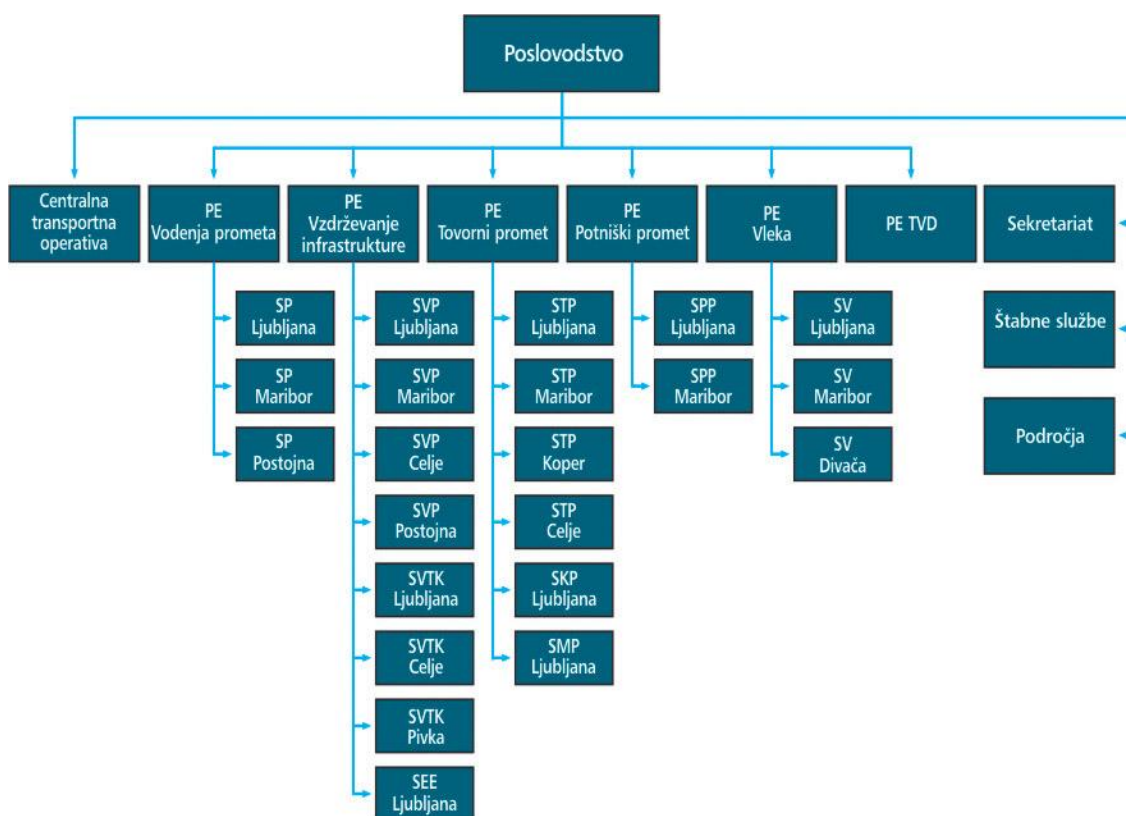 Poslovodstvo
Centralna
transportna
operativa
PE
Vodenja prometa
PE
Vzdrževanje
infrastrukture
PE
Tovorni promet
PE
Potniški promet
PE
Vleka
PE TVD
Sekretariat
SP
Ljubljana
SP
Maribor
SP
Postojna
SVP
Ljubljana
SVP
Maribor
SVP
Celje
SVP
Postojna
SVTK
Ljubljana
SVTK
Celje
SVTK
Pivka
SEE
Ljubljana
STP
Ljubljana
STP
Maribor
STP
Koper
STP
Celje
SKP
Ljubljana
SMP
Ljubljana
SPP
Ljubljana
SPP
Maribor
SV
Ljubljana
SV
Maribor
SV
Divača
Štabne službe
Področja